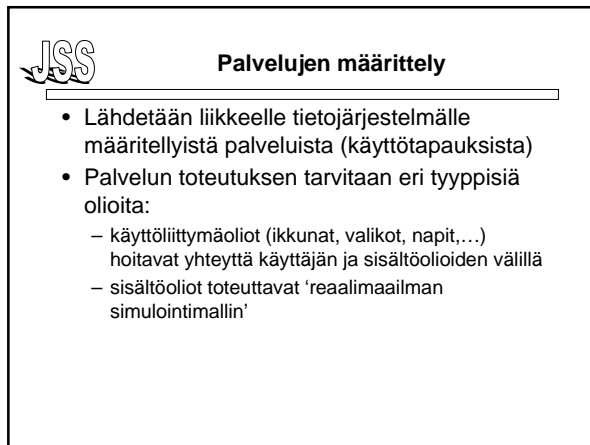 JSS
Palvelujen määrittely
• Lähdetään liikkeelle tietojärjestelmälle
määritellyistä palveluista (käyttötapauksista)
• Palvelun toteutuksen tarvitaan eri tyyppisiä
olioita:
– käyttöliittymäoliot (ikkunat, valikot, napit,…)
hoitavat yhteyttä käyttäjän ja sisältöolioiden välillä
– sisältöoliot toteuttavat ‘reaalimaailman
simulointimallin’